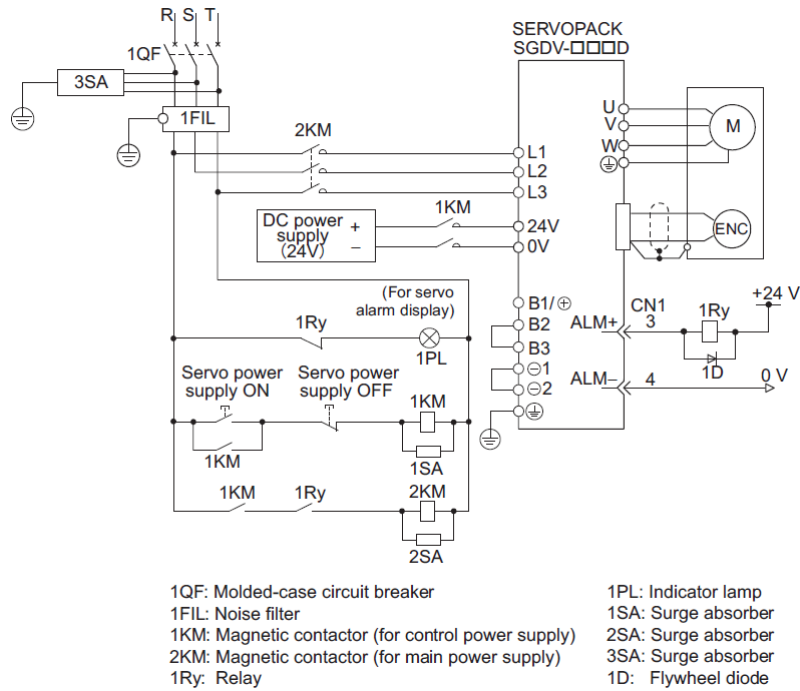 R S T
1QF
3SA
1FIL
SERVOPACK
SGDV-□□□D
2KM
L1
L2
L3
DC power
supply
(24V)
+
−
1KM
24V
0V
U
V
W
M
ENC
(For servo
alarm display)
1Ry
1PL
B1/⊕
B2
B3
⊖1
⊖2
ALM+
CN1
3
1Ry
+24 V
1D
ALM−
4
0 V
Servo power
supply ON
Servo power
supply OFF
1KM
1KM
1SA
1KM
1Ry
2KM
2SA
1QF: Molded-case circuit breaker
1FIL: Noise filter
1KM: Magnetic contactor (for control power supply)
2KM: Magnetic contactor (for main power supply)
1Ry: Relay
1PL: Indicator lamp
1SA: Surge absorber
2SA: Surge absorber
3SA: Surge absorber
1D: Flywheel diode